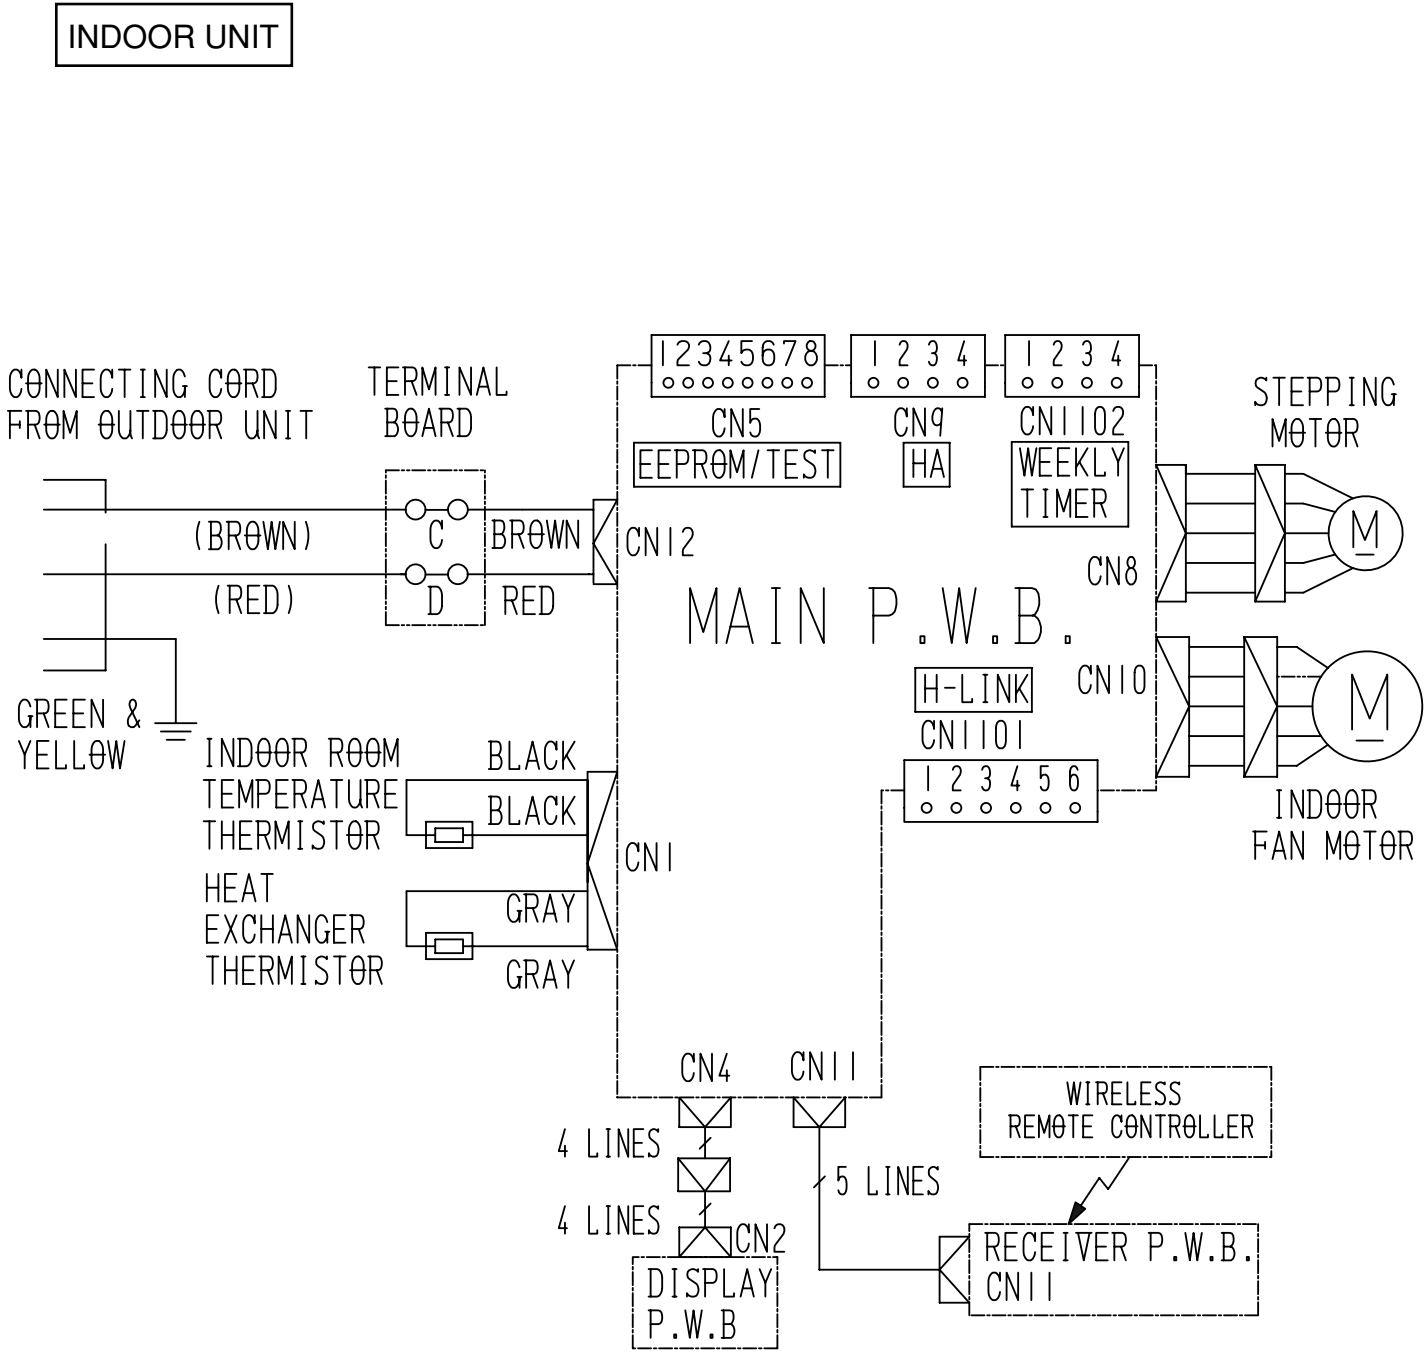 INDOOR UNIT
CONNECTING CORD
FROM OUTDOOR UNIT
TERMINAL
BOARD
(BROWN)
(RED)
C
D
BROWN
RED
GREEN &
YELLOW
12345678
CN5
EEPROM/TEST
1 2 3 4
CN9
HA
1 2 3 4
CN1102
WEEKLY
TIMER
CN12
MAIN P.W.B.
CN8
STEPPING
MOTOR
M
CN10
M
INDOOR
FAN MOTOR
H-LINK
CN1101
1 2 3 4 5 6
INDOOR ROOM
TEMPERATURE
THERMISTOR
BLACK
BLACK
CN1
HEAT
EXCHANGER
THERMISTOR
GRAY
GRAY
CN4
CN11
4 LINES
4 LINES
CN2
DISPLAY
P.W.B
5 LINES
WIRELESS
REMOTE CONTROLLER
RECEIVER P.W.B.
CN11